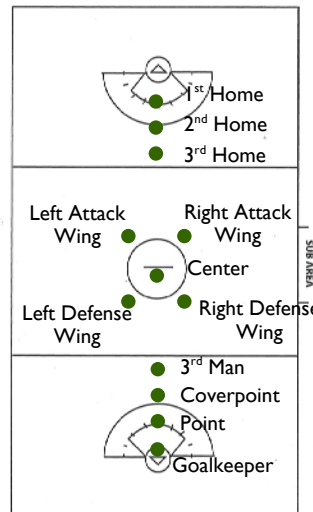 1st Home
2nd Home
3rd Home
Left Attack
Wing
Right Attack
Wing
Center
SUB AREA
Left Defense
Wing
Right Defense
Wing
3rd Man
Coverpoint
Point
Goalkeeper